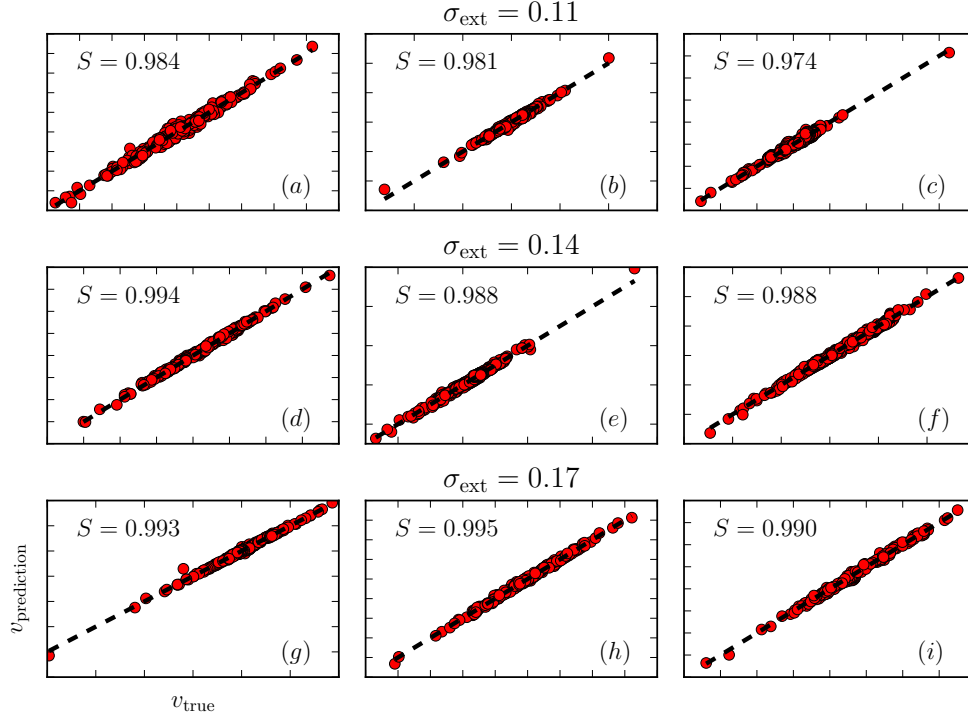 σext = 0.11
S = 0.984
(a)
S = 0.981
(b)
S = 0.974
(c)
σext = 0.14
S = 0.994
(d)
S = 0.988
(e)
S = 0.988
(f)
σext = 0.17
S = 0.993
(g)
S = 0.995
(h)
S = 0.990
(i)
vprediction
vtrue